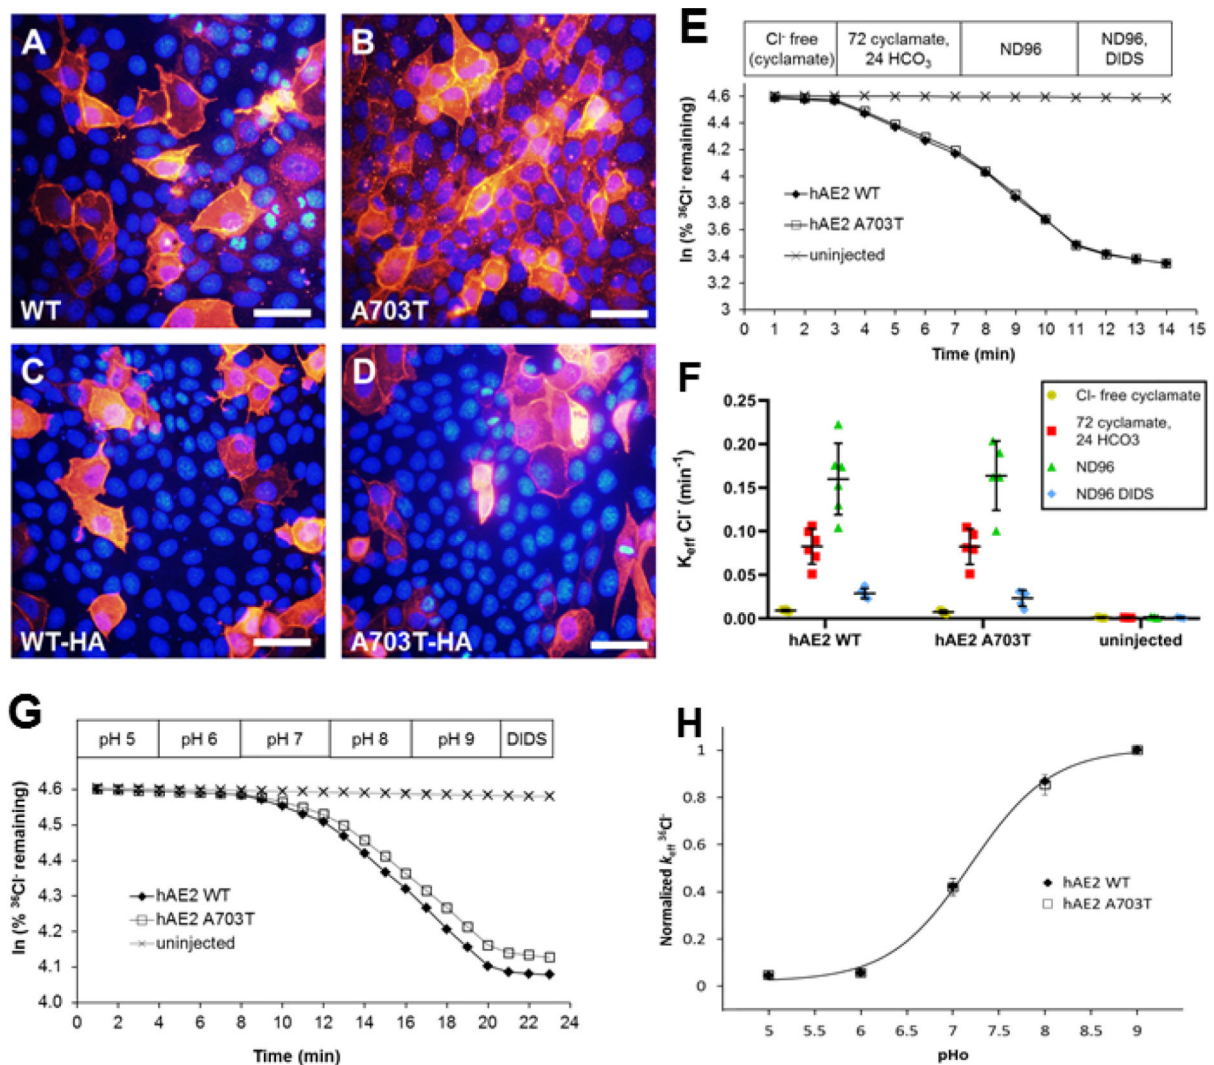 A
WT
B
A703T
C
WT-HA
D
A703T-HA
E
Cl- free
(cyclamate)
72 cyclamate,
24 HCO3
ND96
ND96,
DIDS
ln (% 36Cl- remaining)
4.6
4.4
4.2
4
3.8
3.6
3.4
3.2
3
hAE2 WT
hAE2 A703T
uninjected
0 1 2 3 4 5 6 7 8 9 10 11 12 13 14 15
Time (min)
F
Keff Cl- (min-1)
0.25
0.20
0.15
0.10
0.05
0.00
Cl- free cyclamate
72 cyclamate,
24 HCO3
ND96
ND96 DIDS
hAE2 WT hAE2 A703T uninjected
G
pH 5 pH 6 pH 7 pH 8 pH 9 DIDS
ln (% 36Cl- remaining)
4.6
4.5
4.4
4.3
4.2
4.1
4.0
hAE2 WT
hAE2 A703T
uninjected
0 2 4 6 8 10 12 14 16 18 20 22 24
Time (min)
H
Normalized keff 36Cl-
1
0.8
0.6
0.4
0.2
0
hAE2 WT
hAE2 A703T
5 5.5 6 6.5 7 7.5 8 8.5 9
pHo